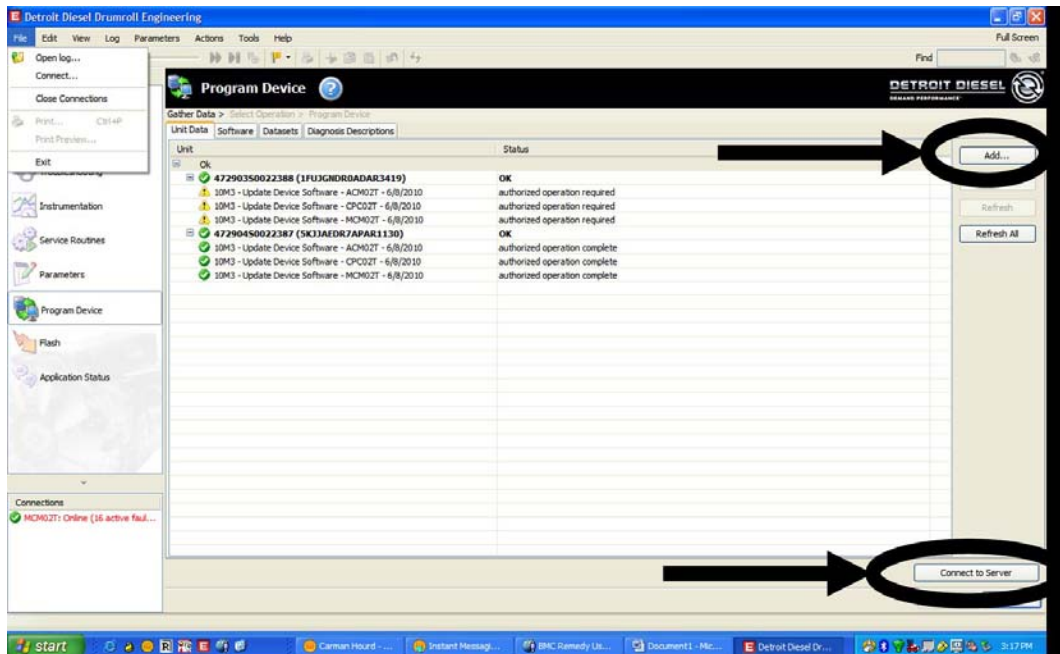 Detroit Diesel Drumroll Engineering
File Edit View Log Parameters Actions Tools Help
Full Screen
Open log...
Connect...
Close Connections
Print... Ctrl+P
Print Preview...
Exit
Find
Program Device
DETROIT DIESEL
DEMAND PERFORMANCE
Gather Data > Select Operation > Program Device
Unit Data Software Datasets Diagnosis Descriptions
Unit Status
Ok
472903S0022388 (1FUJGNDR0ADAR3419) OK
10M3 - Update Device Software - ACM02T - 6/8/2010 authorized operation required
10M3 - Update Device Software - CPC02T - 6/8/2010 authorized operation required
10M3 - Update Device Software - MCM02T - 6/8/2010 authorized operation required
472904S0022387 (5KJJAEDR7APAR1130) OK
10M3 - Update Device Software - ACM02T - 6/8/2010 authorized operation complete
10M3 - Update Device Software - CPC02T - 6/8/2010 authorized operation complete
10M3 - Update Device Software - MCM02T - 6/8/2010 authorized operation complete
Add...
Refresh
Refresh All
Troubleshooting
Instrumentation
Service Routines
Parameters
Program Device
Flash
Application Status
Connections
MCM02T: Online (16 active faul...
Connect to Server
start
Carman Hourd - ...
Instant Messagi...
BMC Remedy Us...
Document1 - Mic...
Detroit Diesel Dr...
3:17 PM